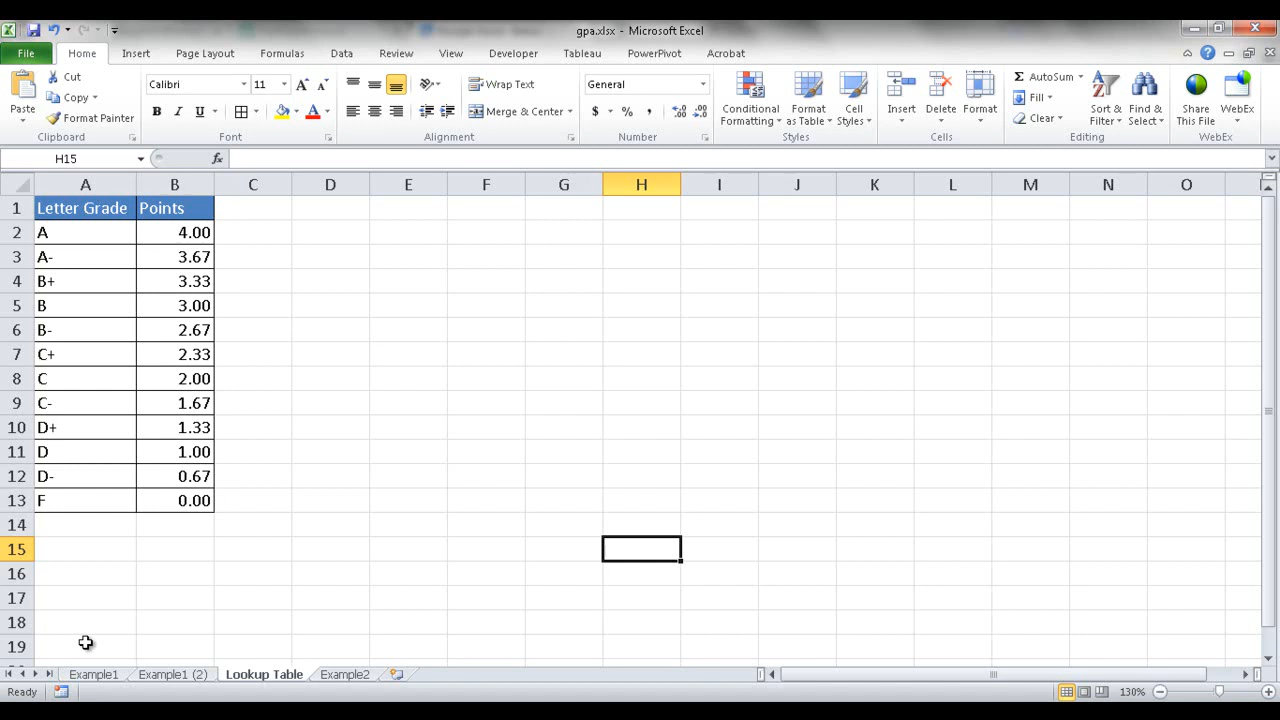 gpa.xlsx - Microsoft Excel
File Home Insert Page Layout Formulas Data Review View Developer Tableau PowerPivot Acrobat
Paste
Cut
Copy
Format Painter
Clipboard
Calibri 11
B I U A
Font
Wrap Text
Merge & Center
Alignment
General
$ % ,
Number
Conditional Formatting
Format as Table
Cell Styles
Styles
Insert Delete Format
Cells
AutoSum
Fill
Clear
Sort & Filter
Find & Select
Editing
Share This File
WebEx
WebEx
H15 fx
A B C D E F G H I J K L M N O
1 Letter Grade Points
2 A 4.00
3 A- 3.67
4 B+ 3.33
5 B 3.00
6 B- 2.67
7 C+ 2.33
8 C 2.00
9 C- 1.67
10 D+ 1.33
11 D 1.00
12 D- 0.67
13 F 0.00
14
15
16
17
18
19
Example1 Example1 (2) Lookup Table Example2
Ready 130%